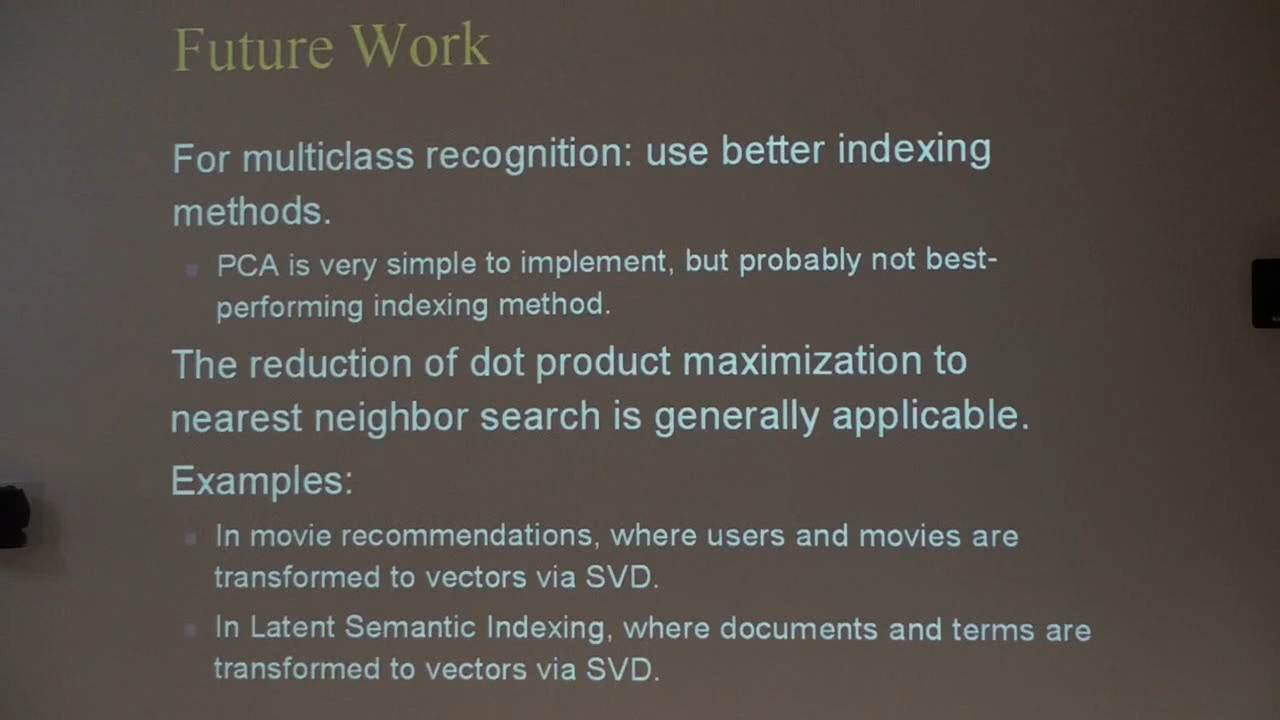 Future Work
For multiclass recognition: use better indexing
methods.
PCA is very simple to implement, but probably not best-
performing indexing method.
The reduction of dot product maximization to
nearest neighbor search is generally applicable.
Examples:
In movie recommendations, where users and movies are
transformed to vectors via SVD.
In Latent Semantic Indexing, where documents and terms are
transformed to vectors via SVD.